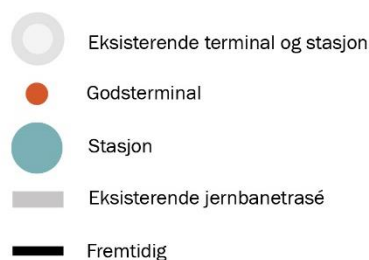 Eksisterende terminal og stasjon
Godsterminal
Stasjon
Eksisterende jernbanetrasé
Fremtidig